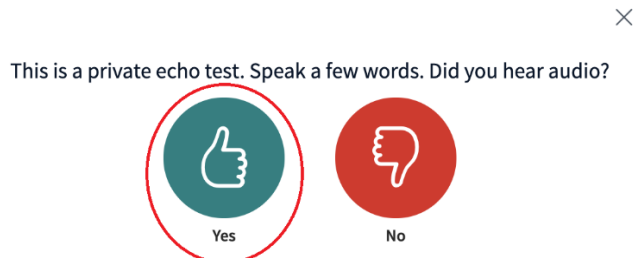 This is a private echo test. Speak a few words. Did you hear audio?
Yes
No